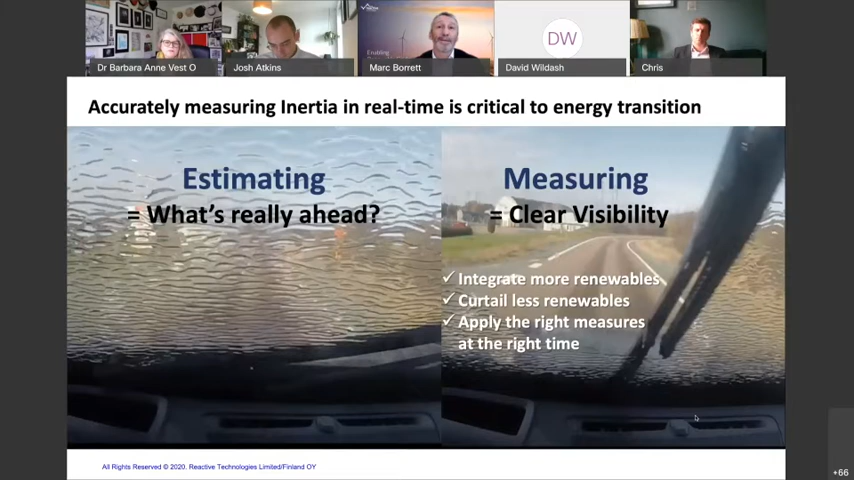 Enabling
DW
Dr Barbara Anne Vest O
Josh Atkins
Marc Borrett
David Wildash
Chris
Accurately measuring Inertia in real-time is critical to energy transition
Estimating
= What's really ahead?
Measuring
= Clear Visibility
✓ Integrate more renewables
✓ Curtail less renewables
✓ Apply the right measures
at the right time
All Rights Reserved © 2020. Reactive Technologies Limited/Finland OY
+66